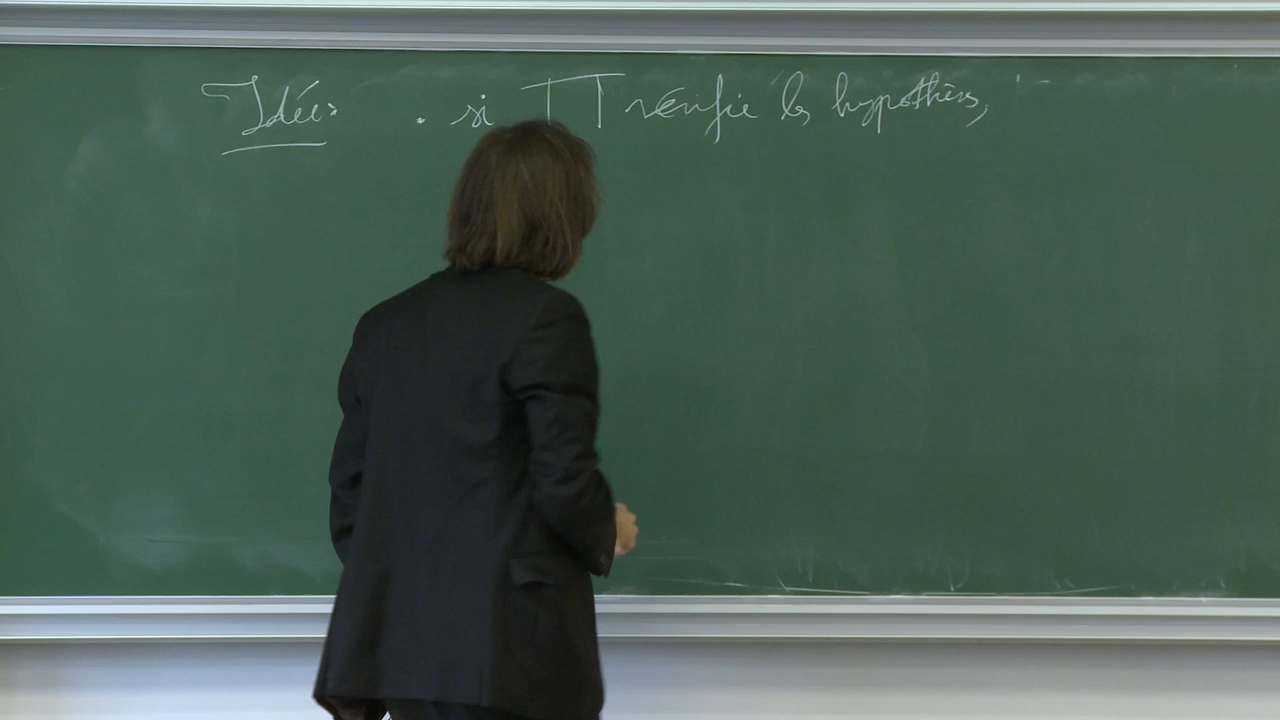 Idée: . si Π vérifie les hypothèses,